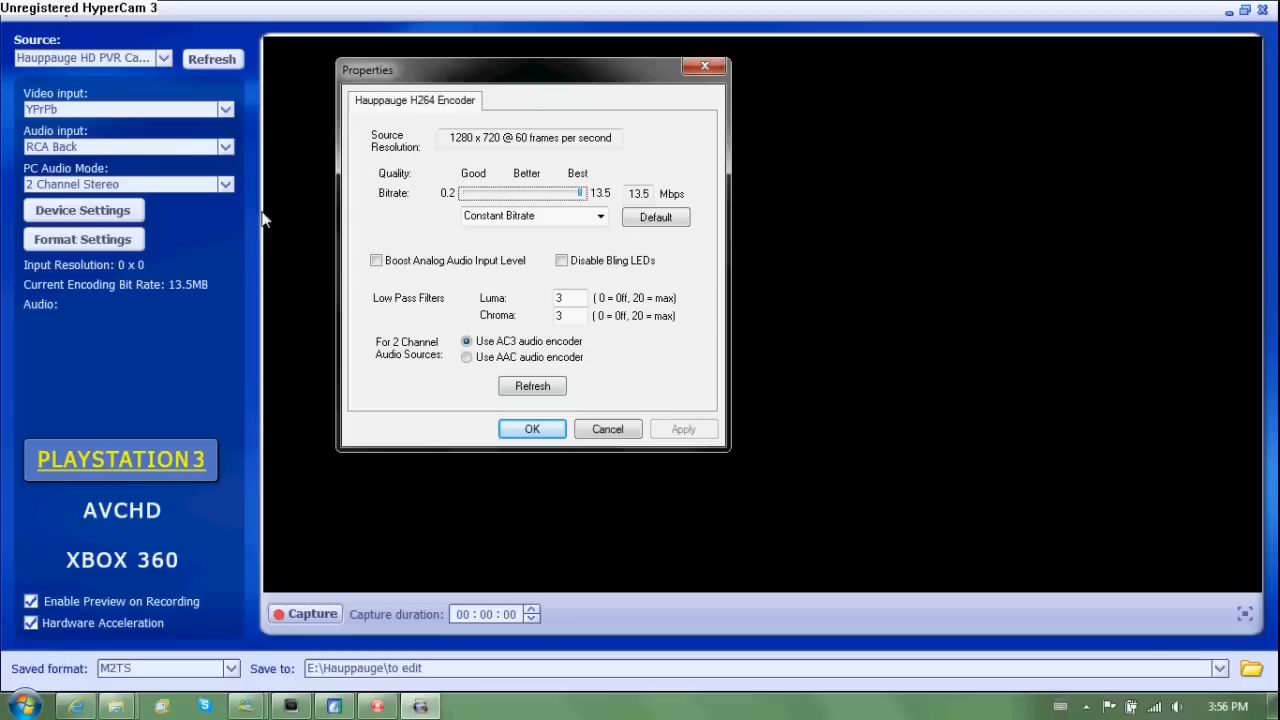 Unregistered HyperCam 3
Source:
Hauppauge HD PVR Ca...
Refresh
Video input:
YPrPb
Audio input:
RCA Back
PC Audio Mode:
2 Channel Stereo
Device Settings
Format Settings
Input Resolution: 0 x 0
Current Encoding Bit Rate: 13.5MB
Audio:
PLAYSTATION3
AVCHD
XBOX 360
Enable Preview on Recording
Hardware Acceleration
Properties
Hauppauge H264 Encoder
Source Resolution:
1280 x 720 @ 60 frames per second
Quality: Good Better Best
Bitrate: 0.2 13.5 13.5 Mbps
Constant Bitrate Default
Boost Analog Audio Input Level Disable Bling LEDs
Low Pass Filters Luma: 3 ( 0 = Off, 20 = max)
Chroma: 3 ( 0 = Off, 20 = max)
For 2 Channel Audio Sources:
Use AC3 audio encoder
Use AAC audio encoder
Refresh
OK Cancel Apply
Capture Capture duration: 00:00:00
Saved format: M2TS Save to: E:\Hauppauge\to edit
3:56 PM